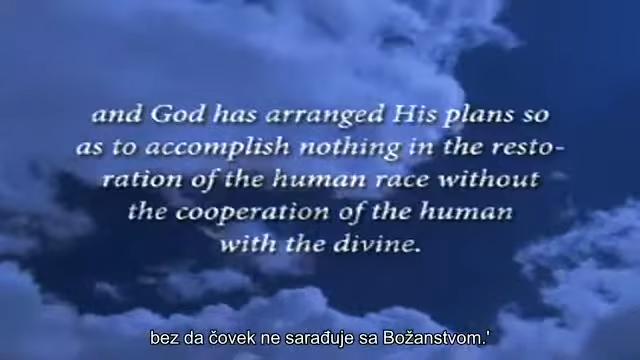 and God has arranged His plans so
as to accomplish nothing in the resto-
ration of the human race without
the cooperation of the human
with the divine.
bez da čovek ne sarađuje sa Božanstvom.'